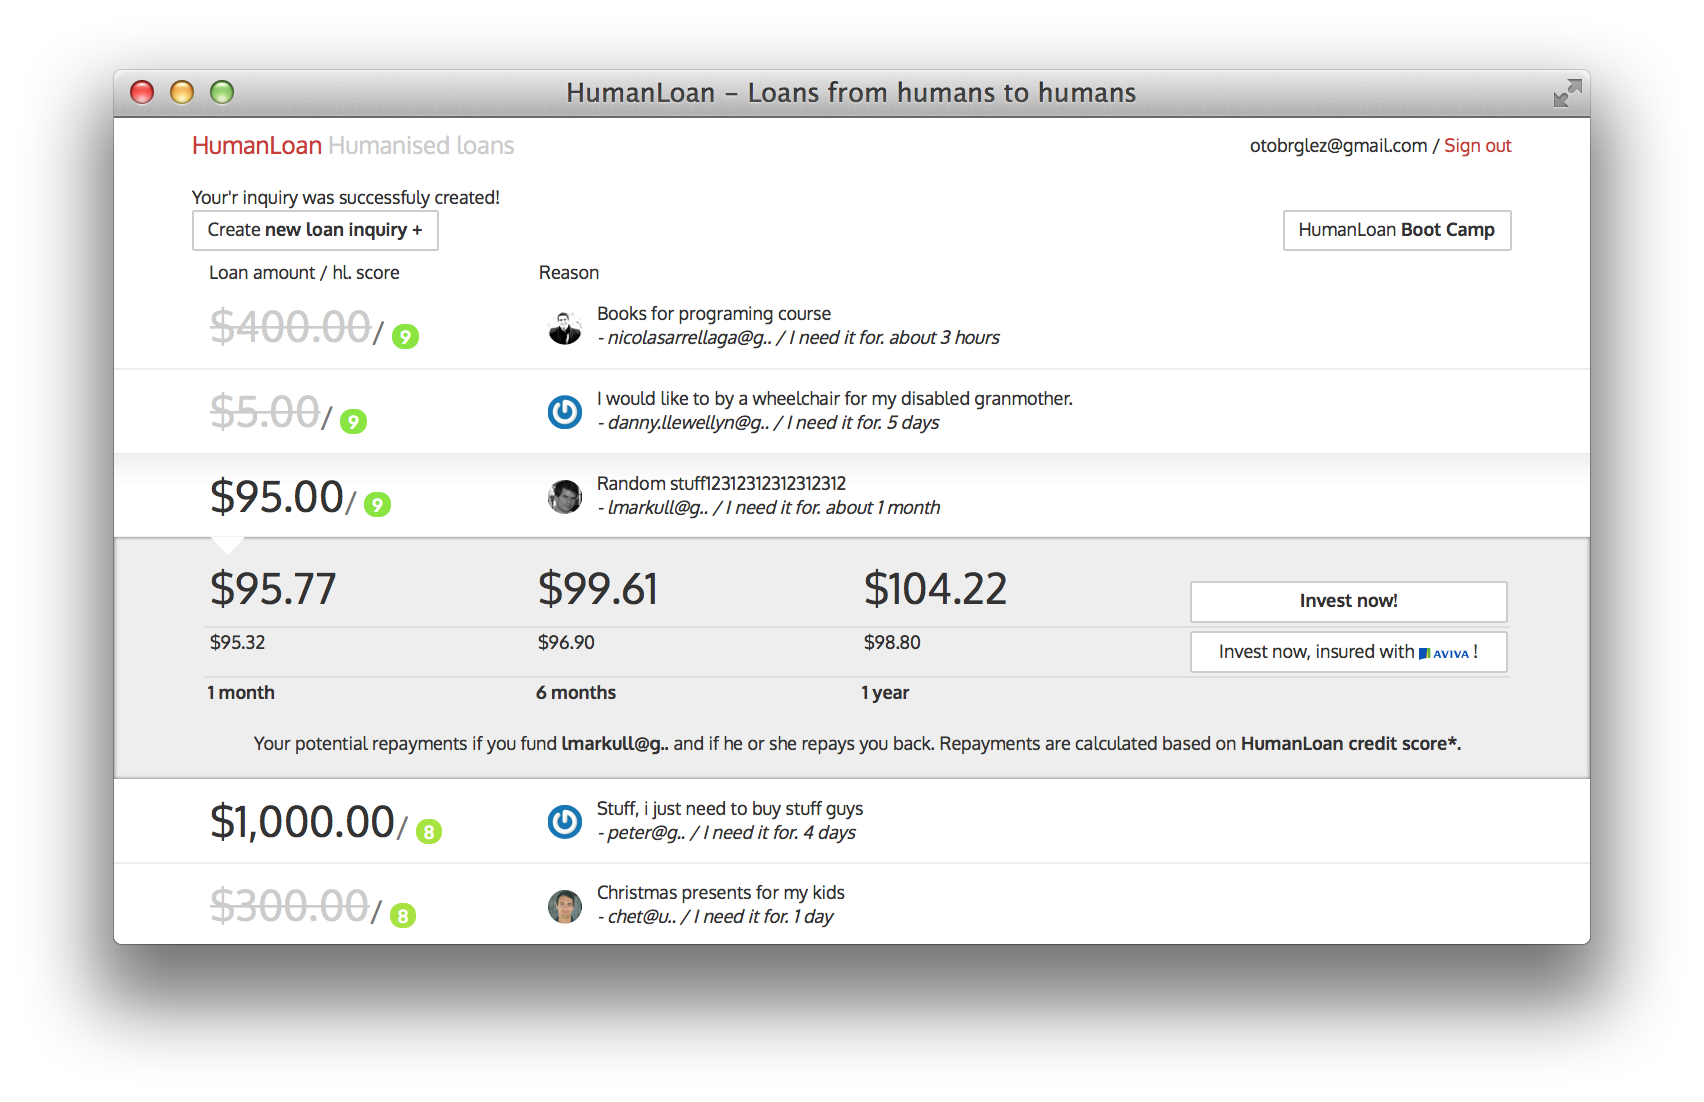 HumanLoan – Loans from humans to humans
HumanLoan Humanised loans
otobrglez@gmail.com / Sign out
Your'r inquiry was successfuly created!
Create new loan inquiry +
HumanLoan Boot Camp
Loan amount / hl. score
Reason
$400.00 / 9
Books for programing course
- nicolasarrellaga@g.. / I need it for. about 3 hours
$5.00 / 9
I would like to by a wheelchair for my disabled granmother.
- danny.llewellyn@g.. / I need it for. 5 days
$95.00 / 9
Random stuff12312312312312312
- lmarkull@g.. / I need it for. about 1 month
$95.77 $99.61 $104.22
Invest now!
$95.32 $96.90 $98.80
Invest now, insured with AVIVA !
1 month 6 months 1 year
Your potential repayments if you fund lmarkull@g.. and if he or she repays you back. Repayments are calculated based on HumanLoan credit score*.
$1,000.00 / 8
Stuff, i just need to buy stuff guys
- peter@g.. / I need it for. 4 days
$300.00 / 8
Christmas presents for my kids
- chet@u.. / I need it for. 1 day